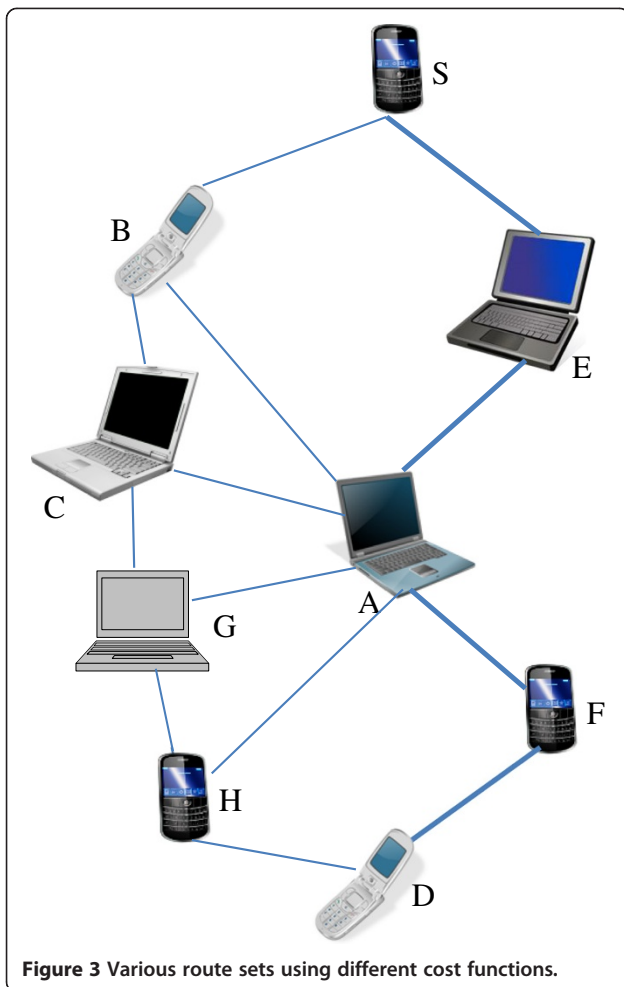 S
B
E
C
A
G
F
H
D
Figure 3 Various route sets using different cost functions.